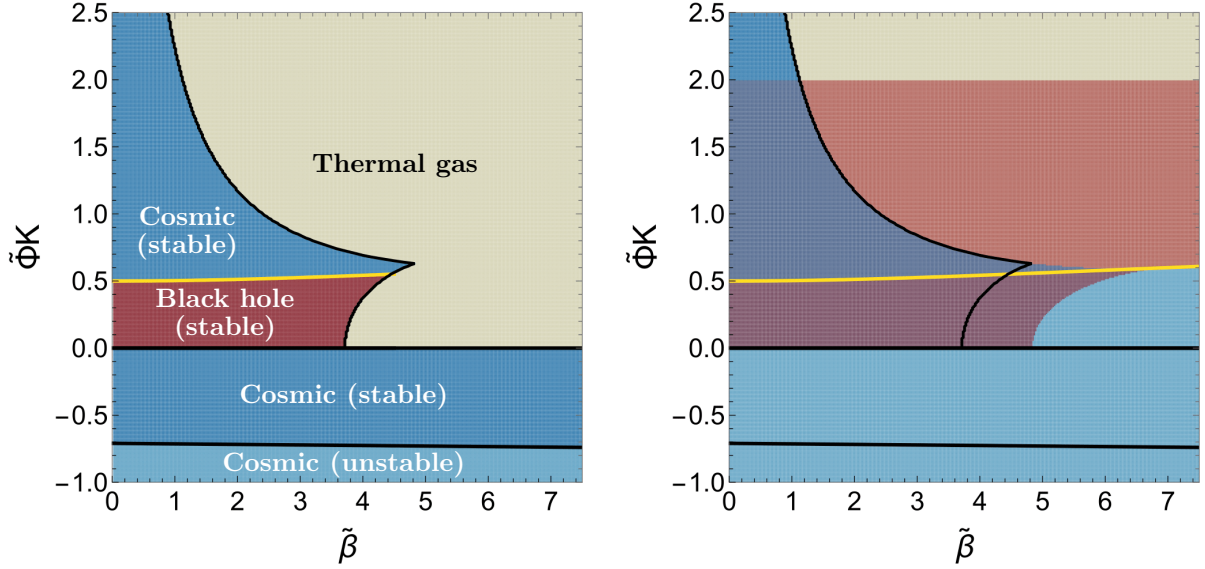 2.5
2.0
1.5
1.0
0.5
0.0
−0.5
−1.0
Φ̃K
Thermal gas
Cosmic
(stable)
Black hole
(stable)
Cosmic (stable)
Cosmic (unstable)
0 1 2 3 4 5 6 7
β̃
2.5
2.0
1.5
1.0
0.5
0.0
−0.5
−1.0
Φ̃K
0 1 2 3 4 5 6 7
β̃